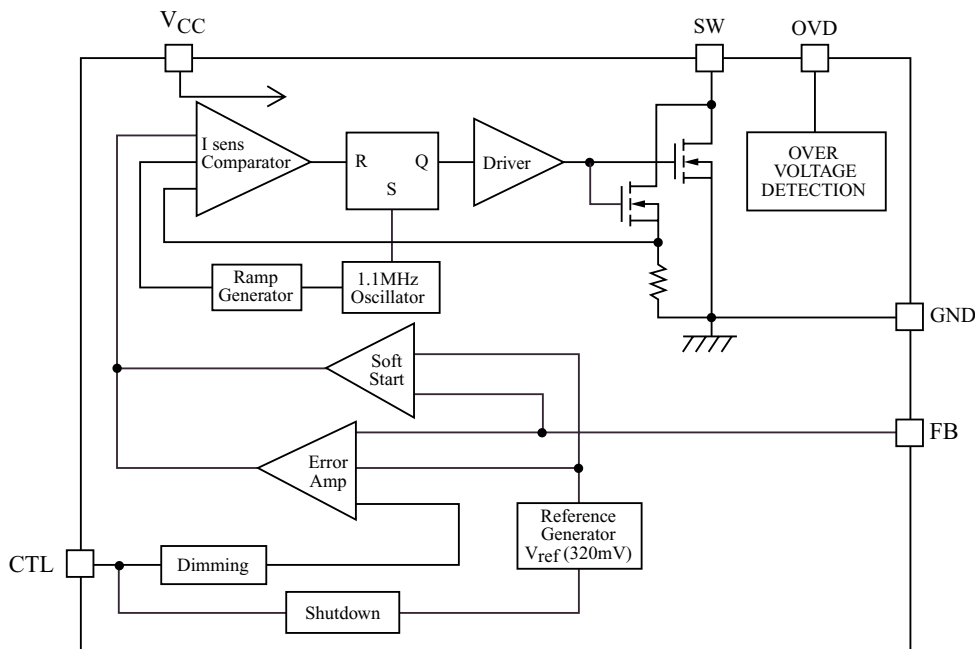 VCC
SW
OVD
I sens
Comparator
R
Q
S
Driver
OVER
VOLTAGE
DETECTION
Ramp
Generator
1.1MHz
Oscillator
GND
Soft
Start
FB
Error
Amp
Reference
Generator
Vref (320mV)
CTL
Dimming
Shutdown